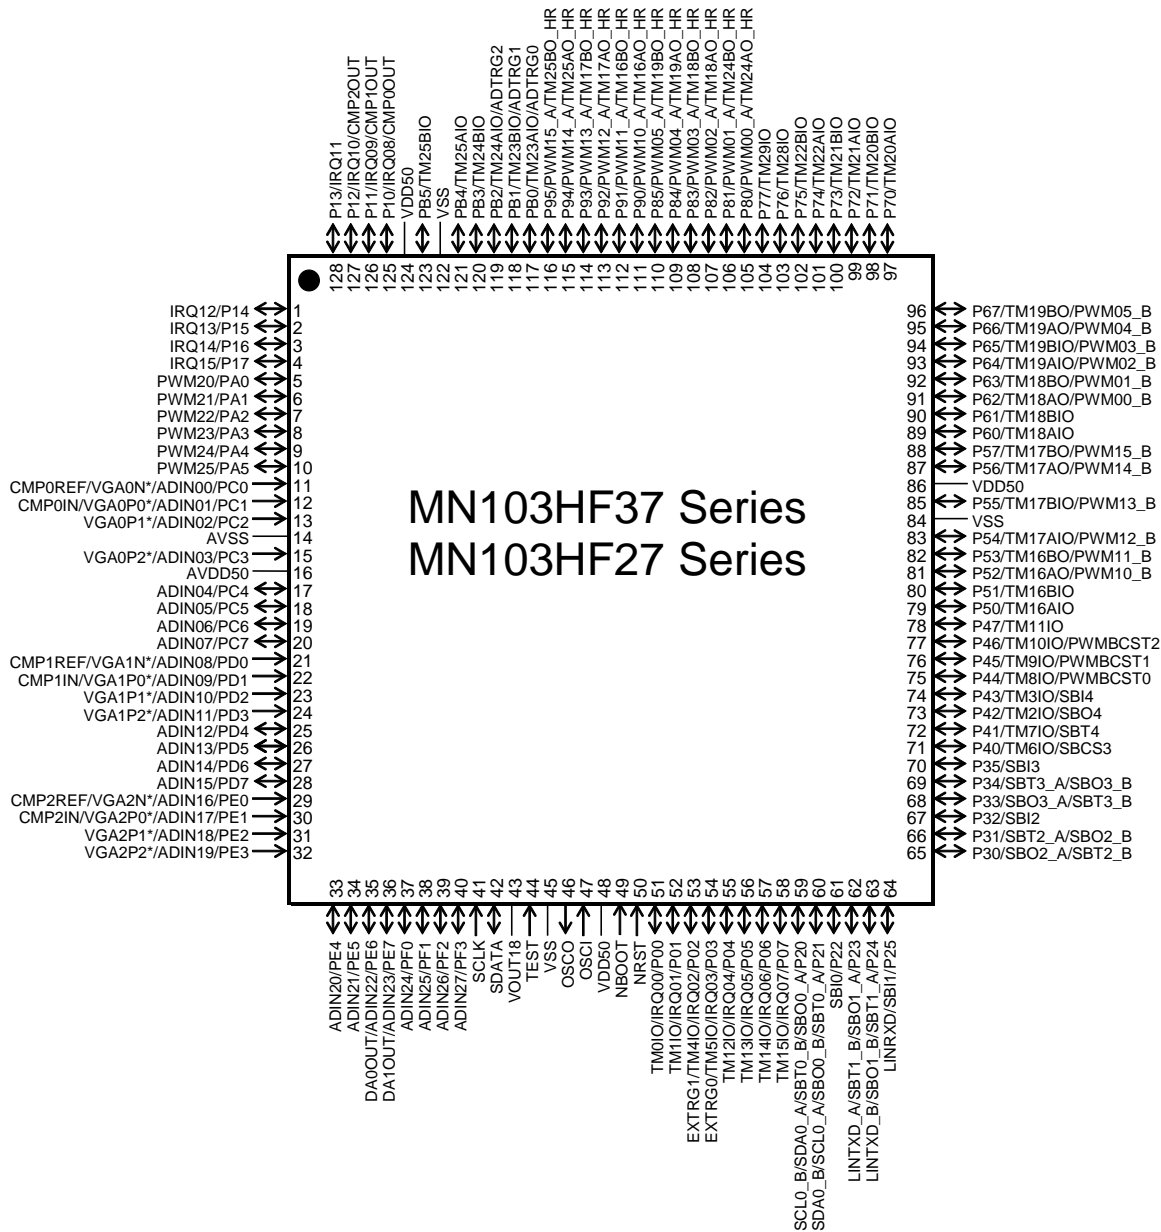 P13/IRQ11
P12/IRQ10/CMP2OUT
P11/IRQ09/CMP1OUT
P10/IRQ08/CMP0OUT
VDD50
PB5/TM25BIO
VSS
PB4/TM25AIO
PB3/TM24BIO
PB2/TM24AIO/ADTRG2
PB1/TM23BIO/ADTRG1
PB0/TM23AIO/ADTRG0
P95/PWM15_A/TM25BO_HR
P94/PWM14_A/TM25AO_HR
P93/PWM13_A/TM17BO_HR
P92/PWM12_A/TM17AO_HR
P91/PWM11_A/TM16BO_HR
P90/PWM10_A/TM16AO_HR
P85/PWM05_A/TM19BO_HR
P84/PWM04_A/TM19AO_HR
P83/PWM03_A/TM18BO_HR
P82/PWM02_A/TM18AO_HR
P81/PWM01_A/TM24BO_HR
P80/PWM00_A/TM24AO_HR
P77/TM29IO
P76/TM28IO
P75/TM22BIO
P74/TM22AIO
P73/TM21BIO
P72/TM21AIO
P71/TM20BIO
P70/TM20AIO
128
127
126
125
124
123
122
121
120
119
118
117
116
115
114
113
112
111
110
109
108
107
106
105
104
103
102
101
100
99
98
97
IRQ12/P14 1
IRQ13/P15 2
IRQ14/P16 3
IRQ15/P17 4
PWM20/PA0 5
PWM21/PA1 6
PWM22/PA2 7
PWM23/PA3 8
PWM24/PA4 9
PWM25/PA5 10
CMP0REF/VGA0N*/ADIN00/PC0 11
CMP0IN/VGA0P0*/ADIN01/PC1 12
VGA0P1*/ADIN02/PC2 13
AVSS 14
VGA0P2*/ADIN03/PC3 15
AVDD50 16
ADIN04/PC4 17
ADIN05/PC5 18
ADIN06/PC6 19
ADIN07/PC7 20
CMP1REF/VGA1N*/ADIN08/PD0 21
CMP1IN/VGA1P0*/ADIN09/PD1 22
VGA1P1*/ADIN10/PD2 23
VGA1P2*/ADIN11/PD3 24
ADIN12/PD4 25
ADIN13/PD5 26
ADIN14/PD6 27
ADIN15/PD7 28
CMP2REF/VGA2N*/ADIN16/PE0 29
CMP2IN/VGA2P0*/ADIN17/PE1 30
VGA2P1*/ADIN18/PE2 31
VGA2P2*/ADIN19/PE3 32
MN103HF37 Series
MN103HF27 Series
96 P67/TM19BO/PWM05_B
95 P66/TM19AO/PWM04_B
94 P65/TM19BIO/PWM03_B
93 P64/TM19AIO/PWM02_B
92 P63/TM18BO/PWM01_B
91 P62/TM18AO/PWM00_B
90 P61/TM18BIO
89 P60/TM18AIO
88 P57/TM17BO/PWM15_B
87 P56/TM17AO/PWM14_B
86 VDD50
85 P55/TM17BIO/PWM13_B
84 VSS
83 P54/TM17AIO/PWM12_B
82 P53/TM16BO/PWM11_B
81 P52/TM16AO/PWM10_B
80 P51/TM16BIO
79 P50/TM16AIO
78 P47/TM11IO
77 P46/TM10IO/PWMBCST2
76 P45/TM9IO/PWMBCST1
75 P44/TM8IO/PWMBCST0
74 P43/TM3IO/SBI4
73 P42/TM2IO/SBO4
72 P41/TM7IO/SBT4
71 P40/TM6IO/SBCS3
70 P35/SBI3
69 P34/SBT3_A/SBO3_B
68 P33/SBO3_A/SBT3_B
67 P32/SBI2
66 P31/SBT2_A/SBO2_B
65 P30/SBO2_A/SBT2_B
33
34
35
36
37
38
39
40
41
42
43
44
45
46
47
48
49
50
51
52
53
54
55
56
57
58
59
60
61
62
63
64
ADIN20/PE4
ADIN21/PE5
DA0OUT/ADIN22/PE6
DA1OUT/ADIN23/PE7
ADIN24/PF0
ADIN25/PF1
ADIN26/PF2
ADIN27/PF3
SCLK
SDATA
VOUT18
TEST
VSS
OSCO
OSCI
VDD50
NBOOT
NRST
TM0IO/IRQ00/P00
TM1IO/IRQ01/P01
EXTRG1/TM4IO/IRQ02/P02
EXTRG0/TM5IO/IRQ03/P03
TM12IO/IRQ04/P04
TM13IO/IRQ05/P05
TM14IO/IRQ06/P06
TM15IO/IRQ07/P07
SCL0_B/SDA0_A/SBT0_B/SBO0_A/P20
SDA0_B/SCL0_A/SBO0_B/SBT0_A/P21
SBI0/P22
LINTXD_A/SBT1_B/SBO1_A/P23
LINTXD_B/SBO1_B/SBT1_A/P24
LINRXD/SBI1/P25